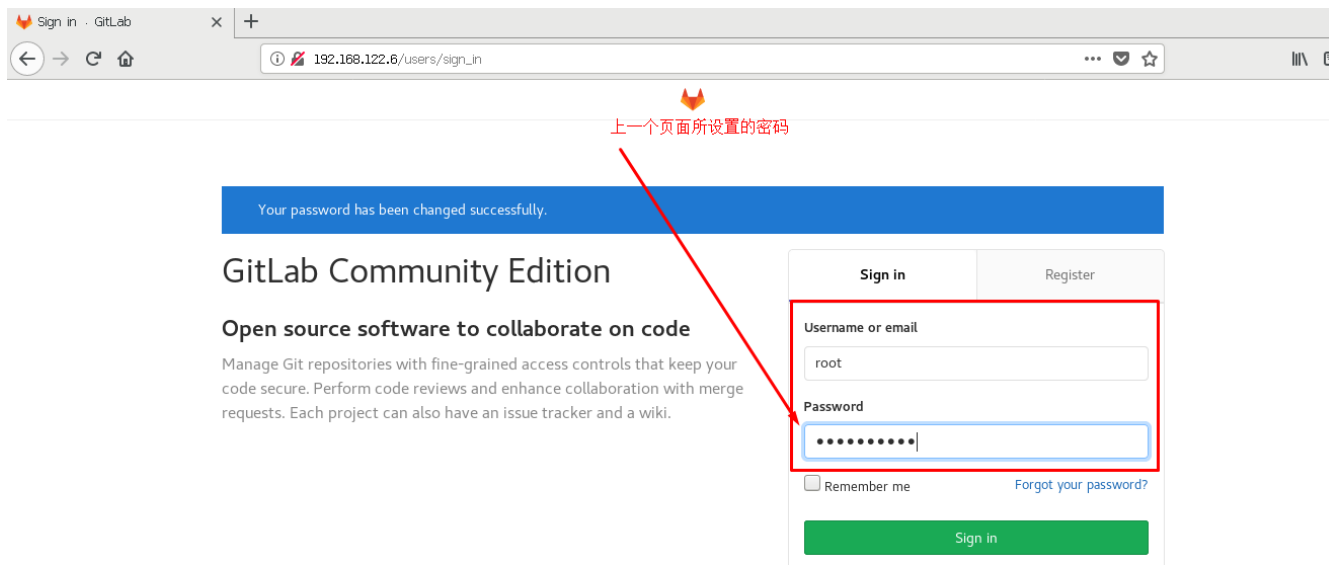 Sign in · GitLab
192.168.122.6/users/sign_in
上一个页面所设置的密码
Your password has been changed successfully.
GitLab Community Edition
Open source software to collaborate on code
Manage Git repositories with fine-grained access controls that keep your
code secure. Perform code reviews and enhance collaboration with merge
requests. Each project can also have an issue tracker and a wiki.
Sign in
Register
Username or email
root
Password
Remember me
Forgot your password?
Sign in